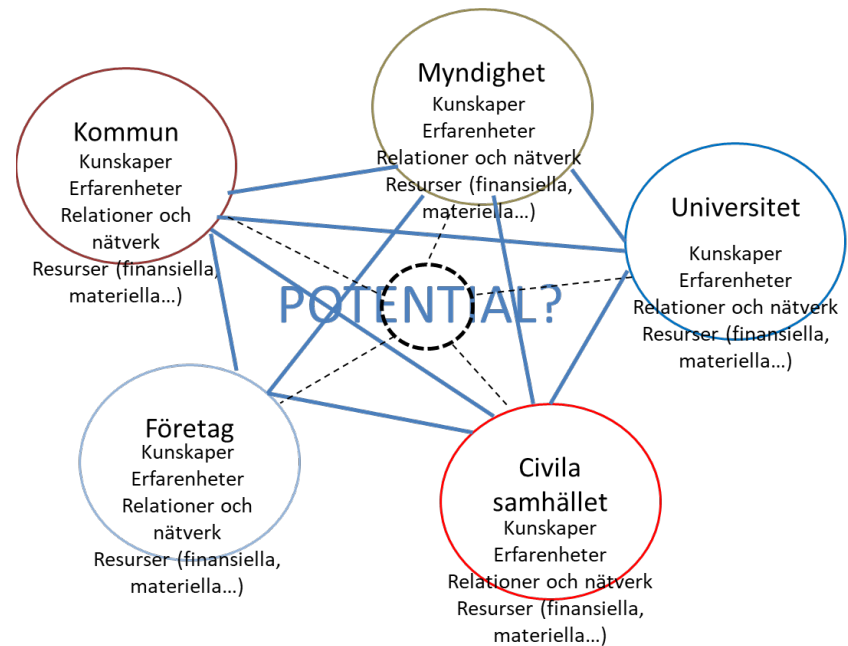 Myndighet
Kunskaper
Erfarenheter
Relationer och nätverk
Resurser (finansiella,
materiella...)
Kommun
Kunskaper
Erfarenheter
Relationer och
nätverk
Resurser (finansiella,
materiella...)
Universitet
Kunskaper
Erfarenheter
Relationer och nätverk
Resurser (finansiella,
materiella...)
POTENTIAL?
Företag
Kunskaper
Erfarenheter
Relationer och
nätverk
Resurser (finansiella,
materiella...)
Civila
samhället
Kunskaper
Erfarenheter
Relationer och nätverk
Resurser (finansiella,
materiella...)